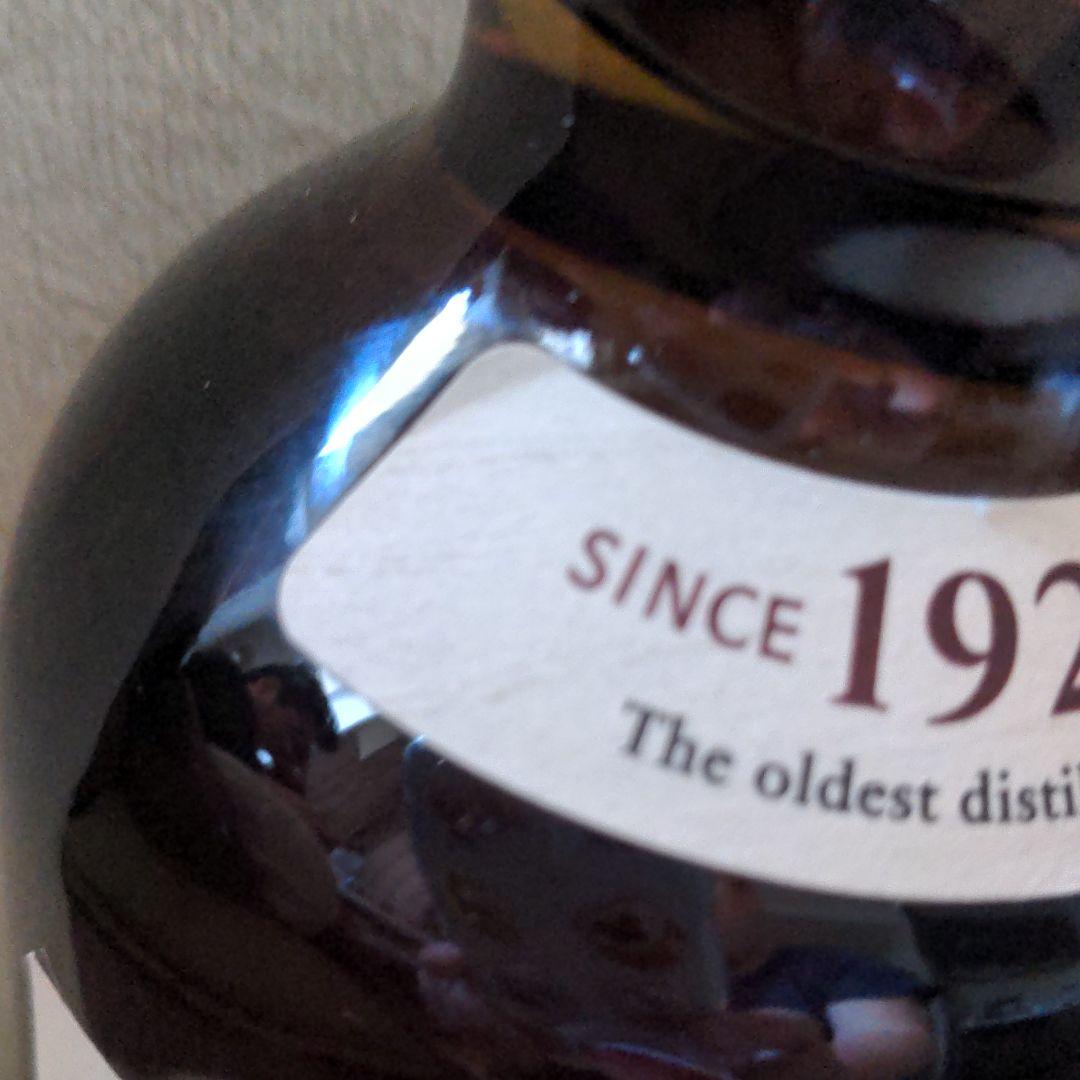 SINCE 192
The oldest disti